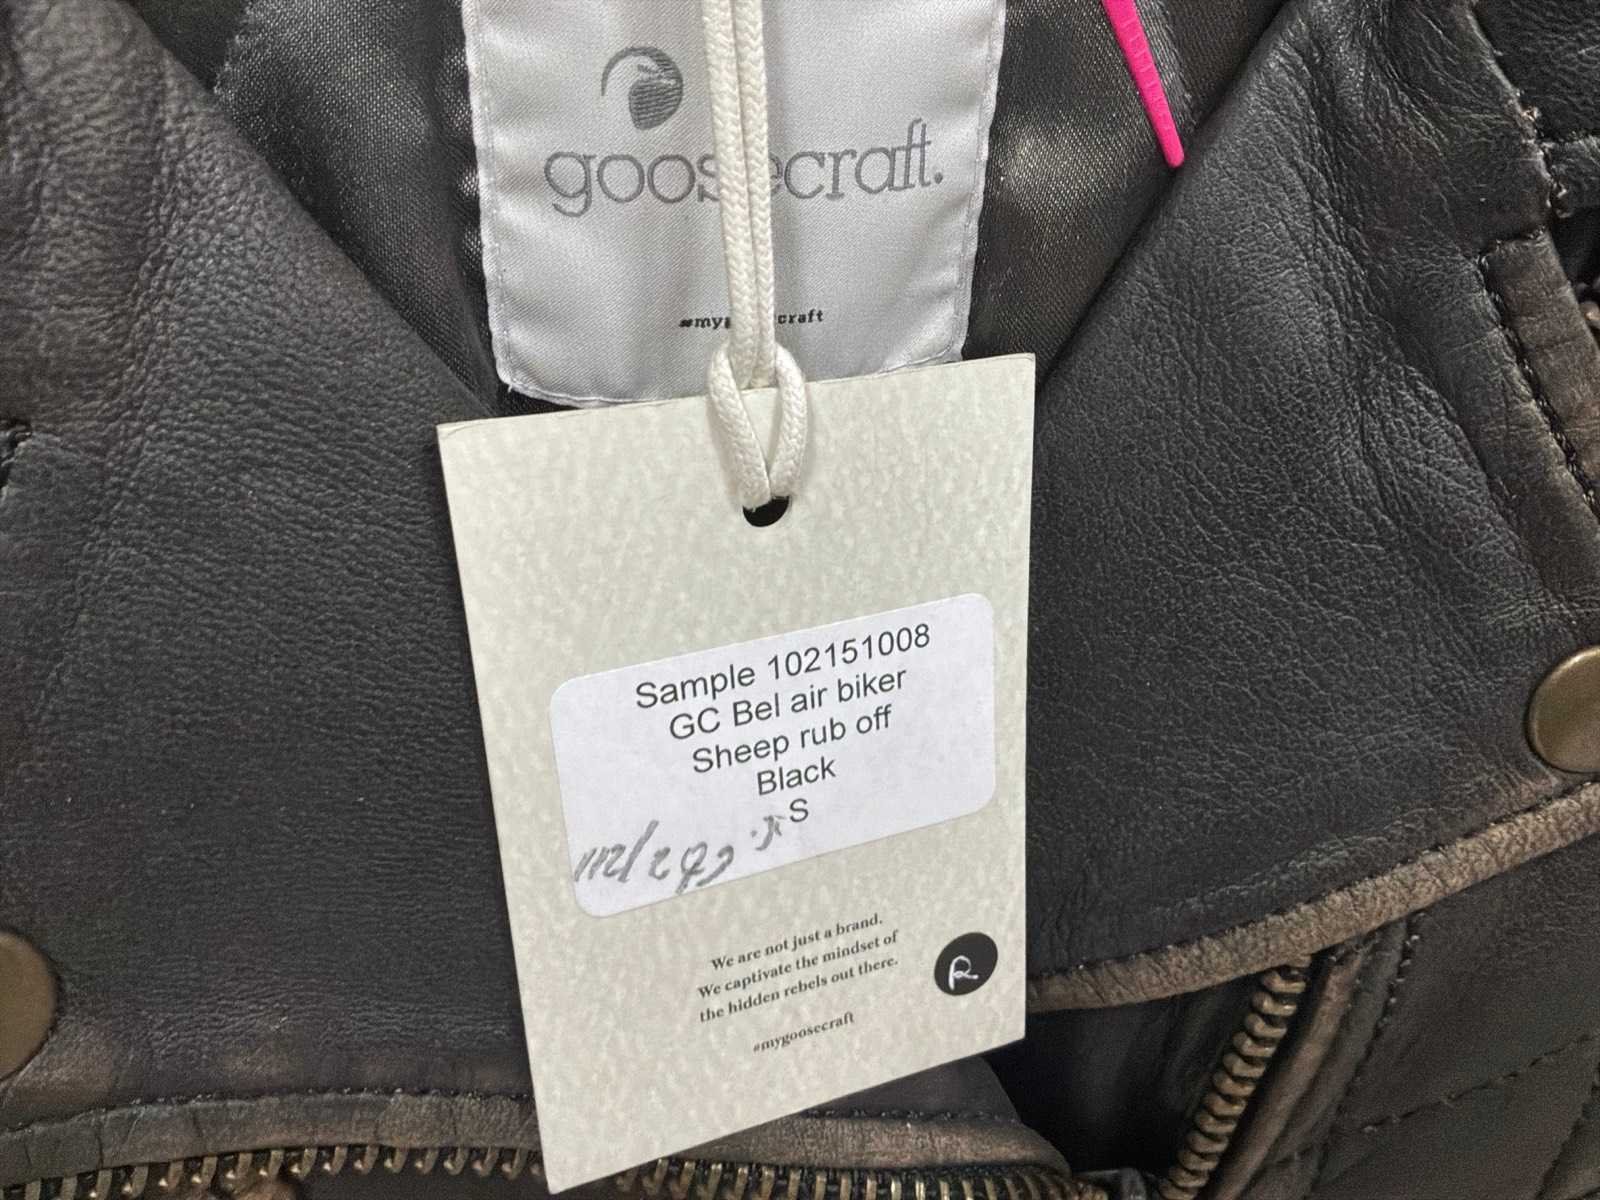 goosecraft.
#mygoosecraft
Sample 102151008
GC Bel air biker
Sheep rub off
Black
S
We are not just a brand.
We captivate the mindset of
the hidden rebels out there.
#mygoosecraft